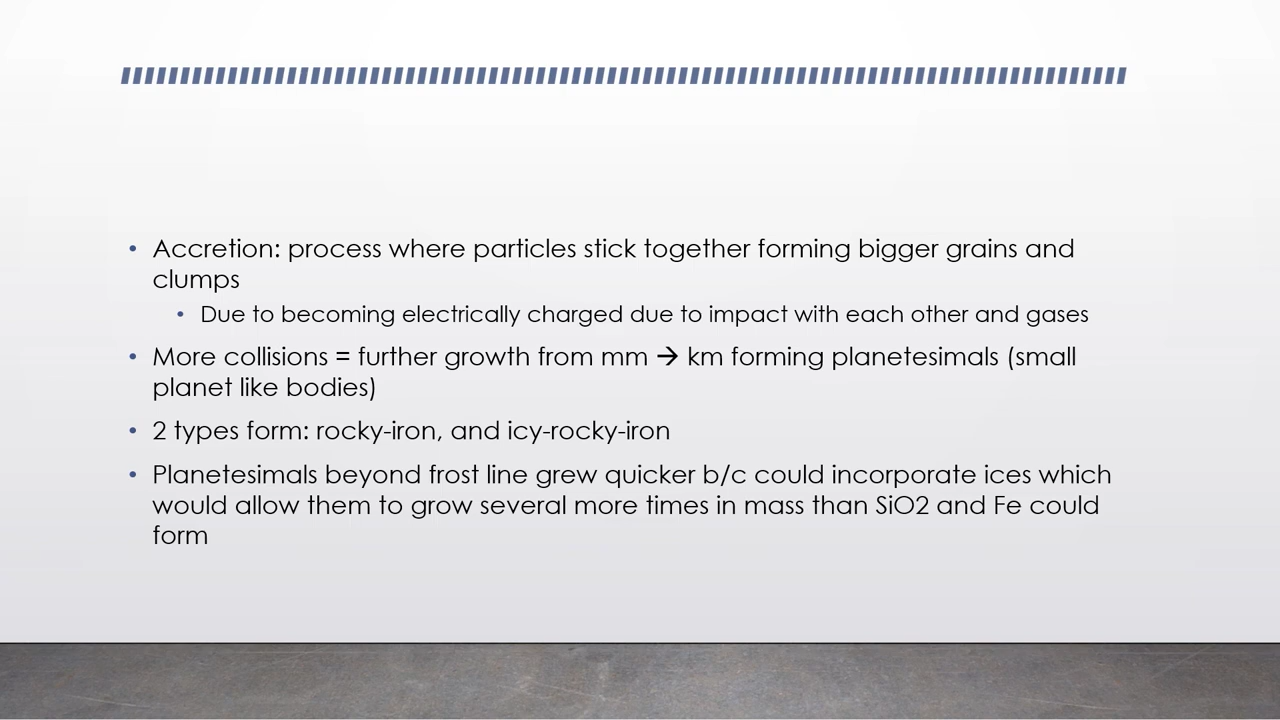 • Accretion: process where particles stick together forming bigger grains and
clumps
• Due to becoming electrically charged due to impact with each other and gases
• More collisions = further growth from mm → km forming planetesimals (small
planet like bodies)
• 2 types form: rocky-iron, and icy-rocky-iron
• Planetesimals beyond frost line grew quicker b/c could incorporate ices which
would allow them to grow several more times in mass than SiO2 and Fe could
form